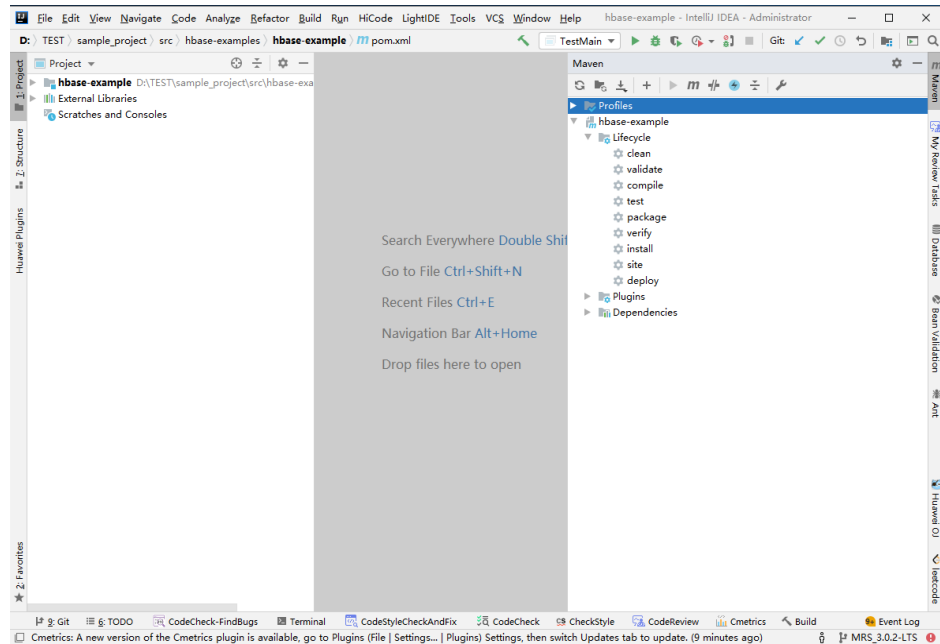 File Edit View Navigate Code Analyze Refactor Build Run HiCode LightIDE Tools VCS Window Help hbase-example - IntelliJ IDEA - Administrator
D: TEST sample_project src hbase-examples hbase-example m pom.xml TestMain Git:
Project
Maven
hbase-example D:\TEST\sample_project\src\hbase-exa
External Libraries
Scratches and Consoles
Profiles
hbase-example
Lifecycle
clean
validate
compile
test
package
verify
install
site
deploy
Plugins
Dependencies
Search Everywhere Double Shif
Go to File Ctrl+Shift+N
Recent Files Ctrl+E
Navigation Bar Alt+Home
Drop files here to open
1: Project
7: Structure
Huawei Plugins
2: Favorites
Maven
My Review Tasks
Database
Bean Validation
Ant
Huawei OJ
leetcode
9: Git 6: TODO CodeCheck-FindBugs Terminal CodeStyleCheckAndFix CodeCheck CheckStyle CodeReview Cmetrics Build Event Log
Cmetrics: A new version of the Cmetrics plugin is available, go to Plugins (File | Settings... | Plugins) Settings, then switch Updates tab to update. (9 minutes ago) MRS_3.0.2-LTS